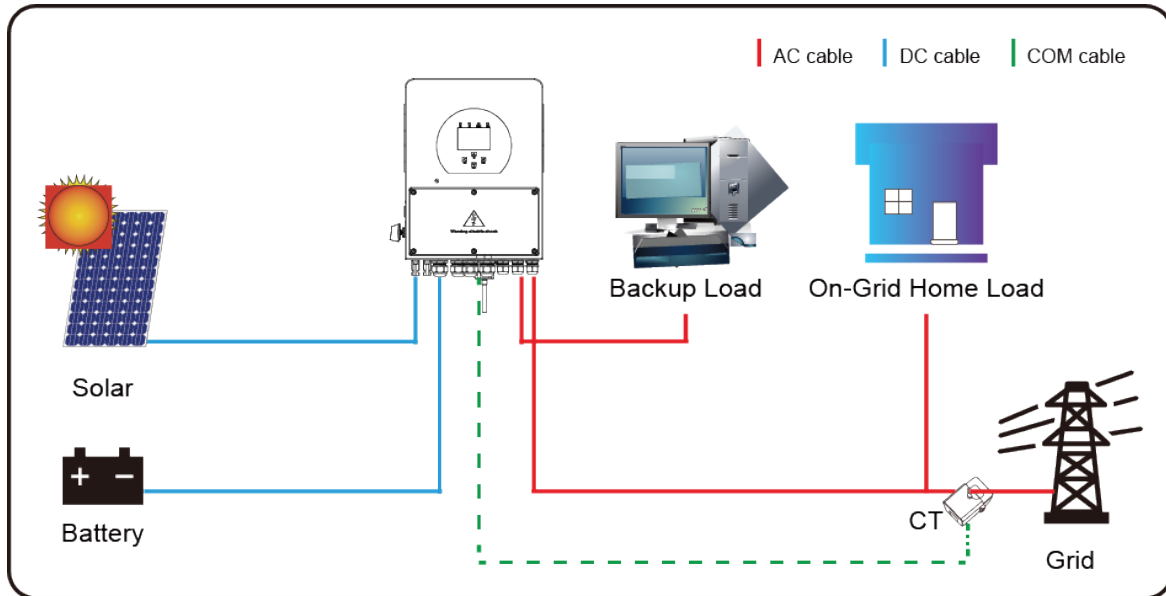 AC cable
DC cable
COM cable
Backup Load
On-Grid Home Load
Solar
+ −
Battery
CT
Grid